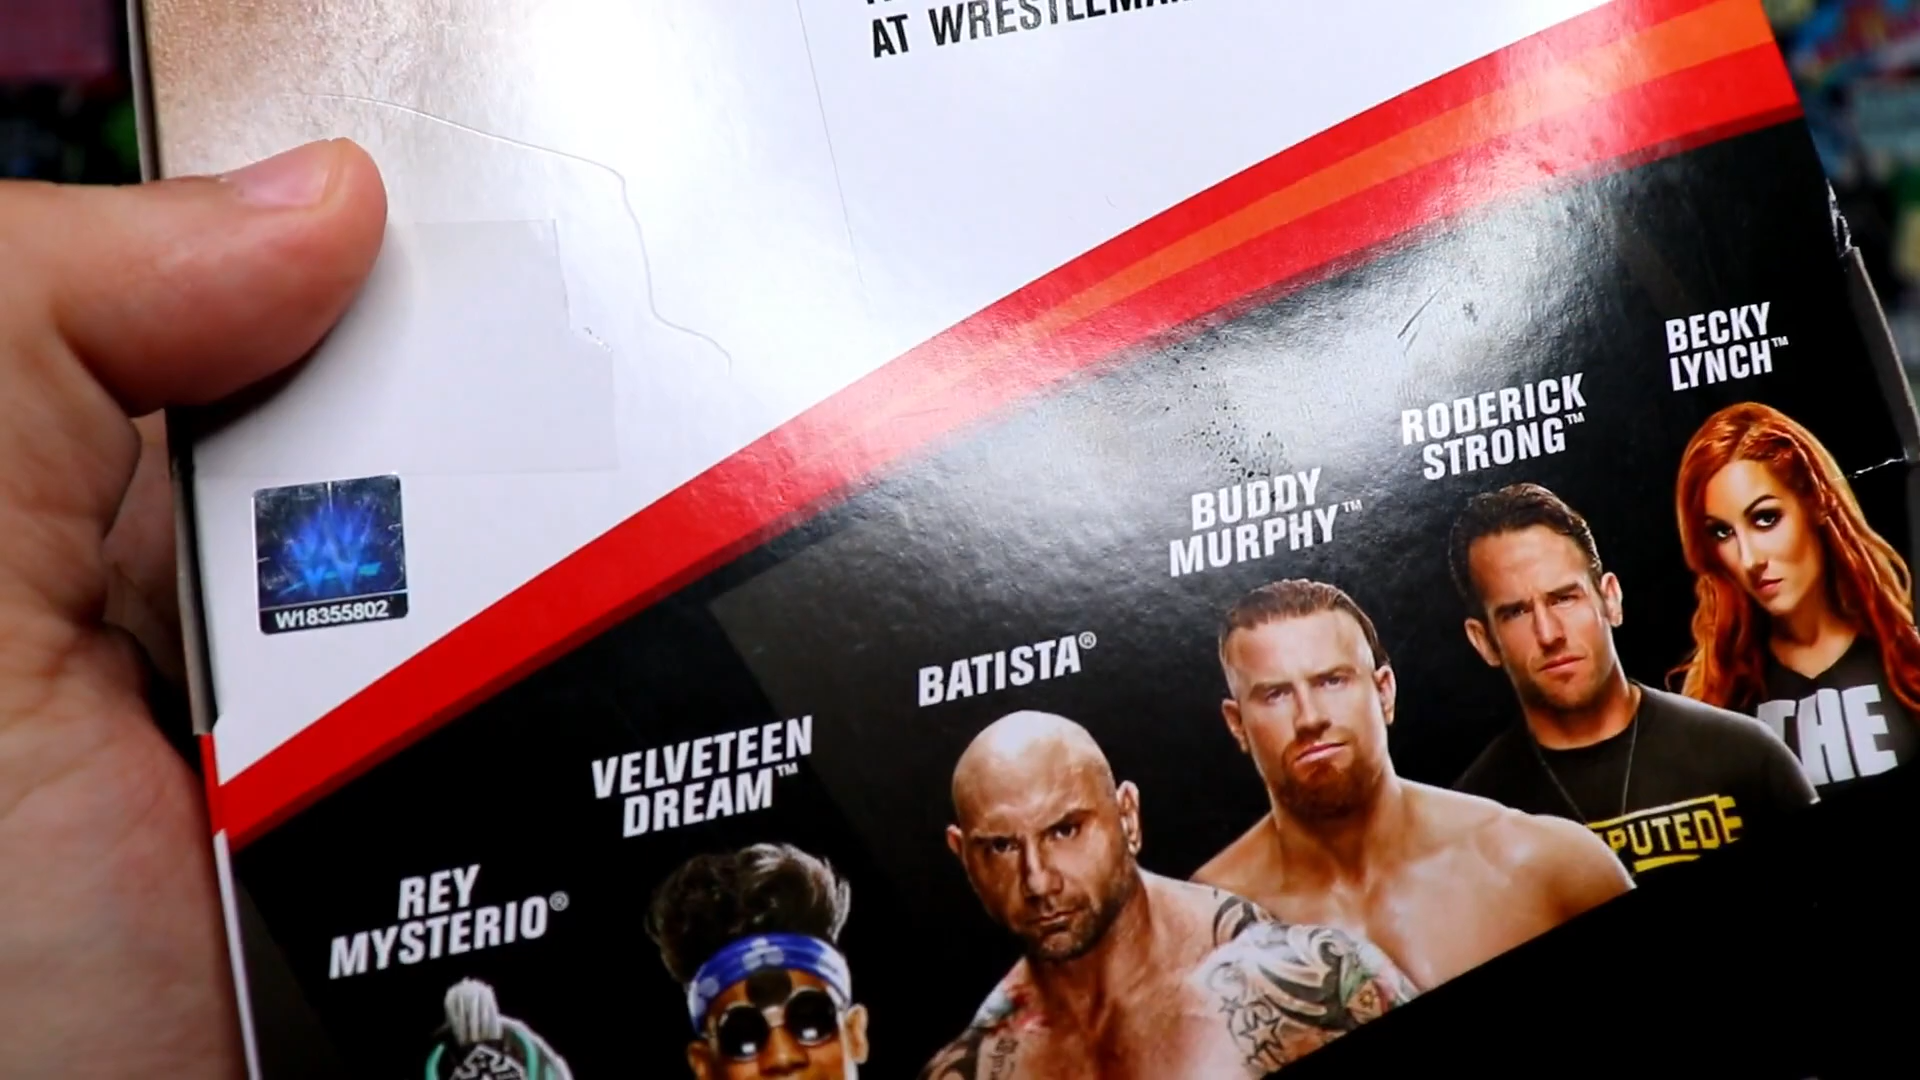 AT WRESTLEMA
BECKY
LYNCH™
RODERICK
STRONG™
BUDDY
MURPHY™
BATISTA®
VELVETEEN
DREAM™
REY
MYSTERIO®
W18355802
THE
PUTED